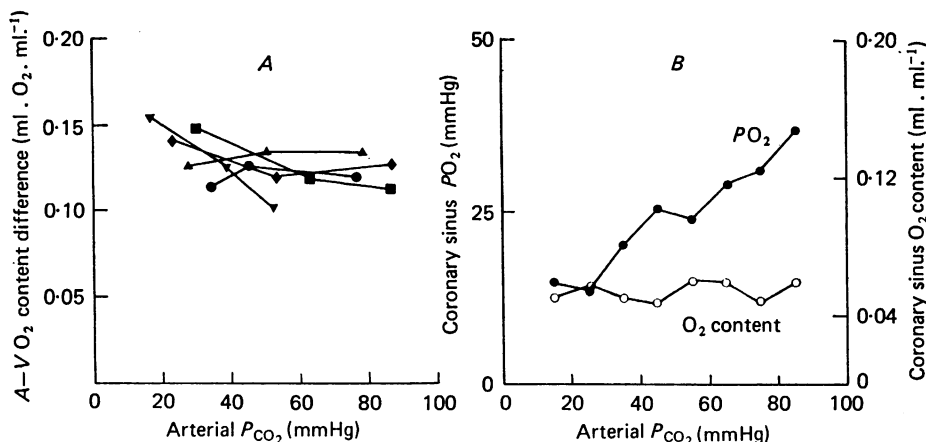 A
A–V O₂ content difference (ml . O₂. ml.⁻¹)
0·20
0·15
0·10
0·05
0 20 40 60 80 100
Arterial P_CO₂ (mmHg)
B
Coronary sinus PO₂ (mmHg)
50
25
0
PO₂
O₂ content
0 20 40 60 80 100
Arterial P_CO₂ (mmHg)
0·20
0·12
0·04
0
Coronary sinus O₂ content (ml . ml.⁻¹)